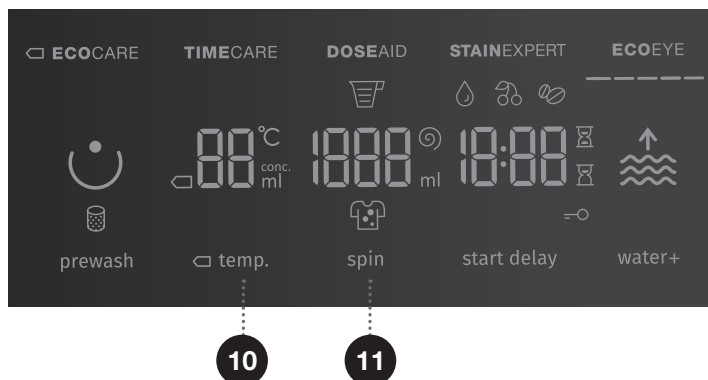 ECOCARE TIMECARE DOSEAID STAINEXPERT ECOEYE
88 °C 1888 18:88
conc.
ml ml
prewash temp. spin start delay water+
10 11